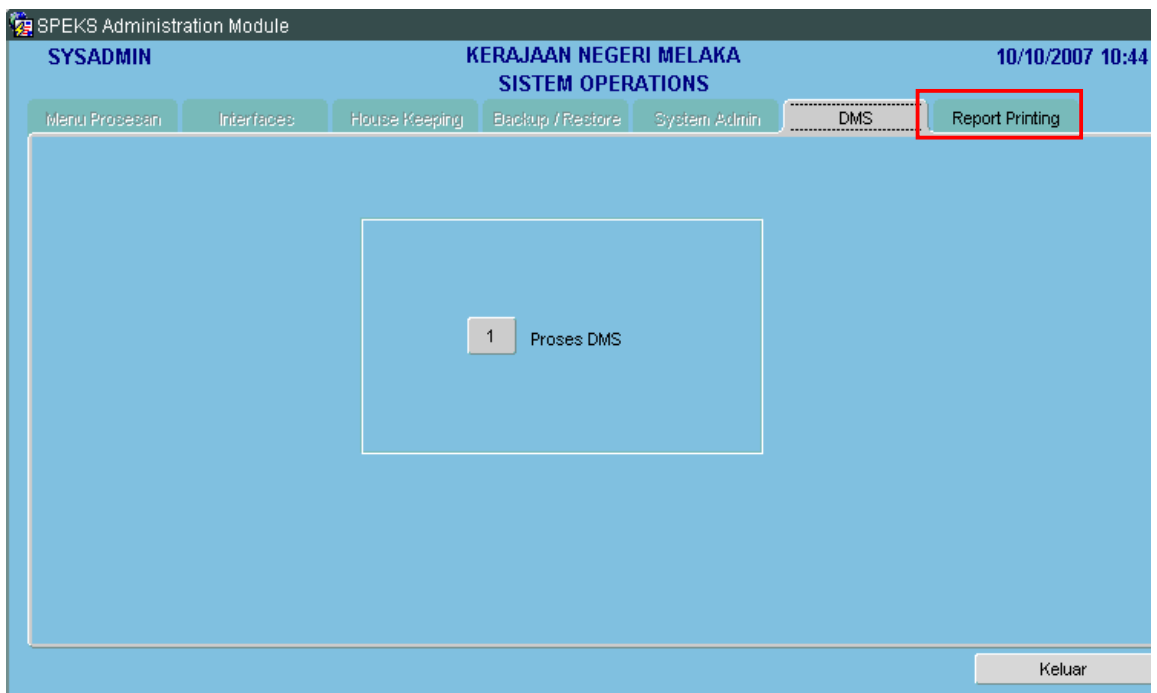 SPEKS Administration Module
SYSADMIN KERAJAAN NEGERI MELAKA 10/10/2007 10:44
SISTEM OPERATIONS
Menu Prosesan Interfaces House Keeping Backup / Restore System Admin DMS Report Printing
1 Proses DMS
Keluar